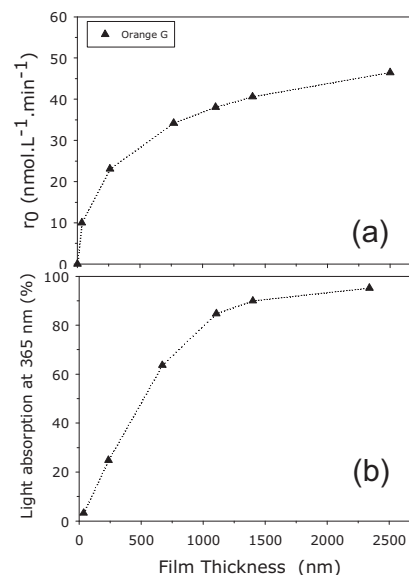 60
50
40
30
20
10
0
r₀ (nmol.L⁻¹.min⁻¹)
Orange G
(a)
100
80
60
40
20
0
Light absorption at 365 nm (%)
(b)
0 500 1000 1500 2000 2500
Film Thickness (nm)